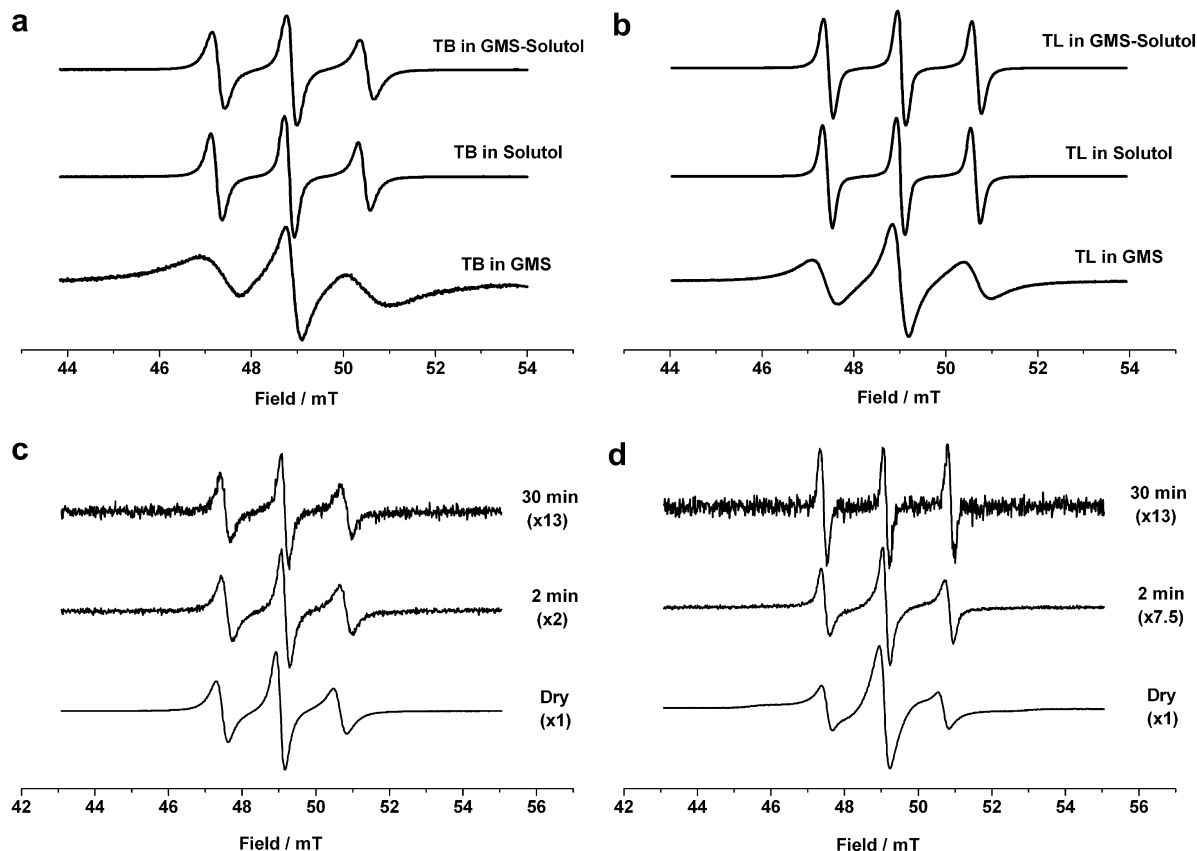 a
TB in GMS-Solutol
TB in Solutol
TB in GMS
44 46 48 50 52 54
Field / mT
b
TL in GMS-Solutol
TL in Solutol
TL in GMS
44 46 48 50 52 54
Field / mT
c
30 min
(x13)
2 min
(x2)
Dry
(x1)
42 44 46 48 50 52 54 56
Field / mT
d
30 min
(x13)
2 min
(x7.5)
Dry
(x1)
42 44 46 48 50 52 54 56
Field / mT